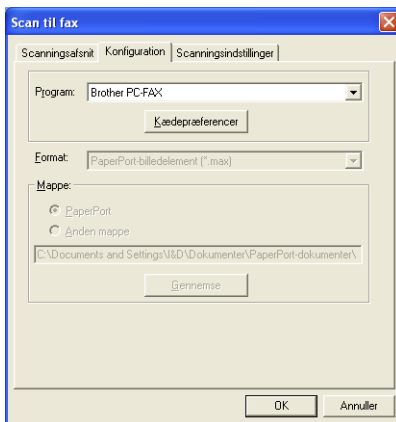 Scan til fax
Scanningsafsnit Konfiguration Scanningsindstillinger
Program: Brother PC-FAX
Kædepræferencer
Format: PaperPort-billedelement (*.max)
Mappe:
PaperPort
Anden mappe
C:\Documents and Settings\I&D\Dokumenter\PaperPort-dokumenter\
Gennemse
OK Annuller